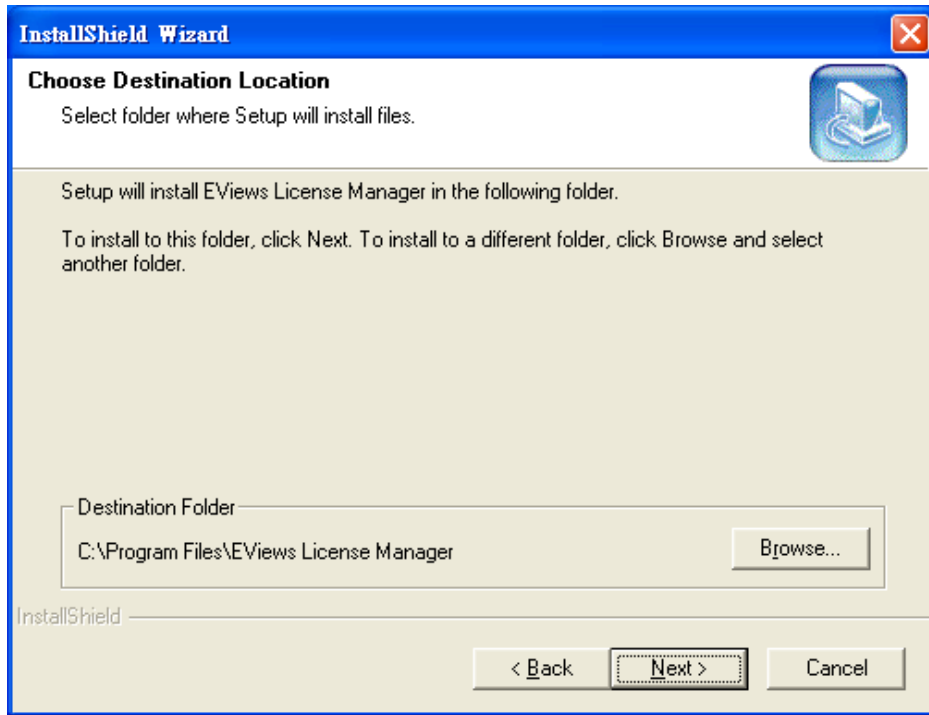 InstallShield Wizard
Choose Destination Location
Select folder where Setup will install files.
Setup will install EViews License Manager in the following folder.
To install to this folder, click Next. To install to a different folder, click Browse and select
another folder.
Destination Folder
C:\Program Files\EViews License Manager
Browse...
InstallShield
< Back
Next >
Cancel